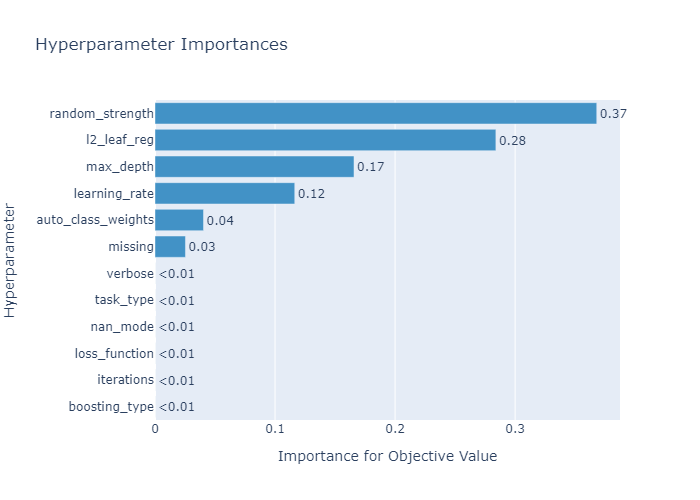 Hyperparameter Importances
random_strength 0.37
l2_leaf_reg 0.28
max_depth 0.17
learning_rate 0.12
auto_class_weights 0.04
missing 0.03
verbose <0.01
task_type <0.01
nan_mode <0.01
loss_function <0.01
iterations <0.01
boosting_type <0.01
0 0.1 0.2 0.3
Importance for Objective Value
Hyperparameter